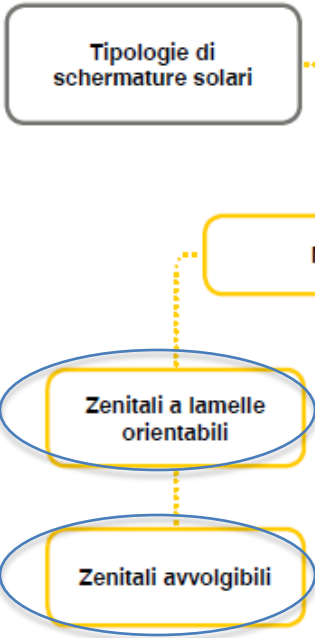 Tipologie di
schermature solari
Zenitali a lamelle
orientabili
Zenitali avvolgibili